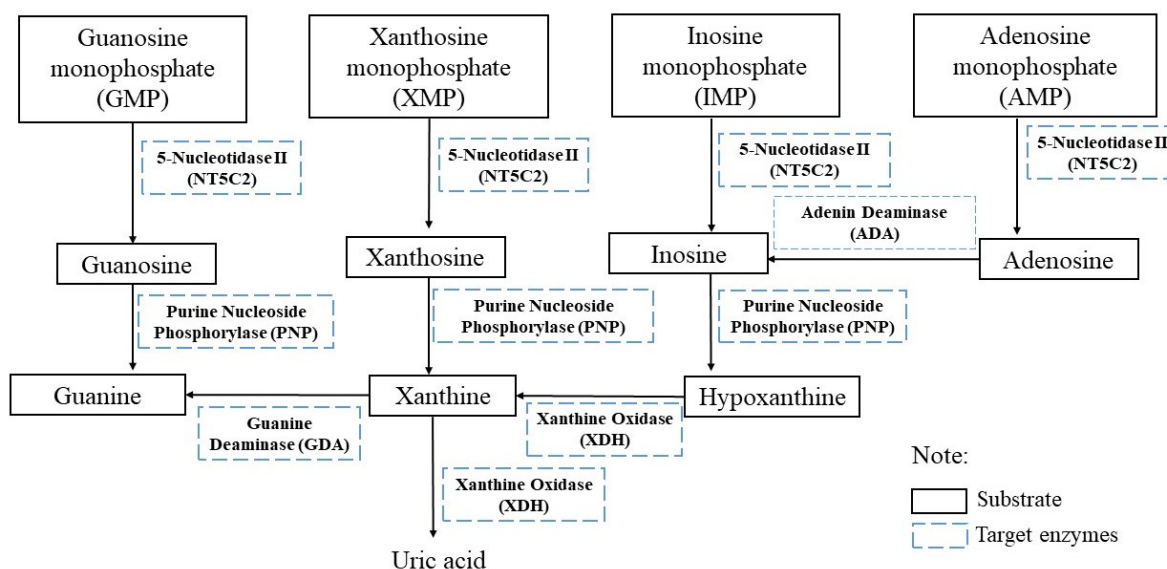 Guanosine
monophosphate
(GMP)
Xanthosine
monophosphate
(XMP)
Inosine
monophosphate
(IMP)
Adenosine
monophosphate
(AMP)
5-Nucleotidase II
(NT5C2)
5-Nucleotidase II
(NT5C2)
5-Nucleotidase II
(NT5C2)
5-Nucleotidase II
(NT5C2)
Adenin Deaminase
(ADA)
Guanosine
Xanthosine
Inosine
Adenosine
Purine Nucleoside
Phosphorylase (PNP)
Purine Nucleoside
Phosphorylase (PNP)
Purine Nucleoside
Phosphorylase (PNP)
Guanine
Xanthine
Hypoxanthine
Guanine
Deaminase (GDA)
Xanthine Oxidase
(XDH)
Xanthine Oxidase
(XDH)
Uric acid
Note:
Substrate
Target enzymes